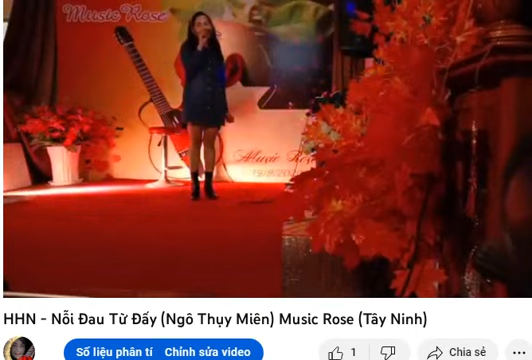 Music Rose
Music Rose
HHN - Nỗi Đau Từ Đấy (Ngô Thụy Miên) Music Rose (Tây Ninh)
Số liệu phân tí Chỉnh sửa video 1 Chia sẻ